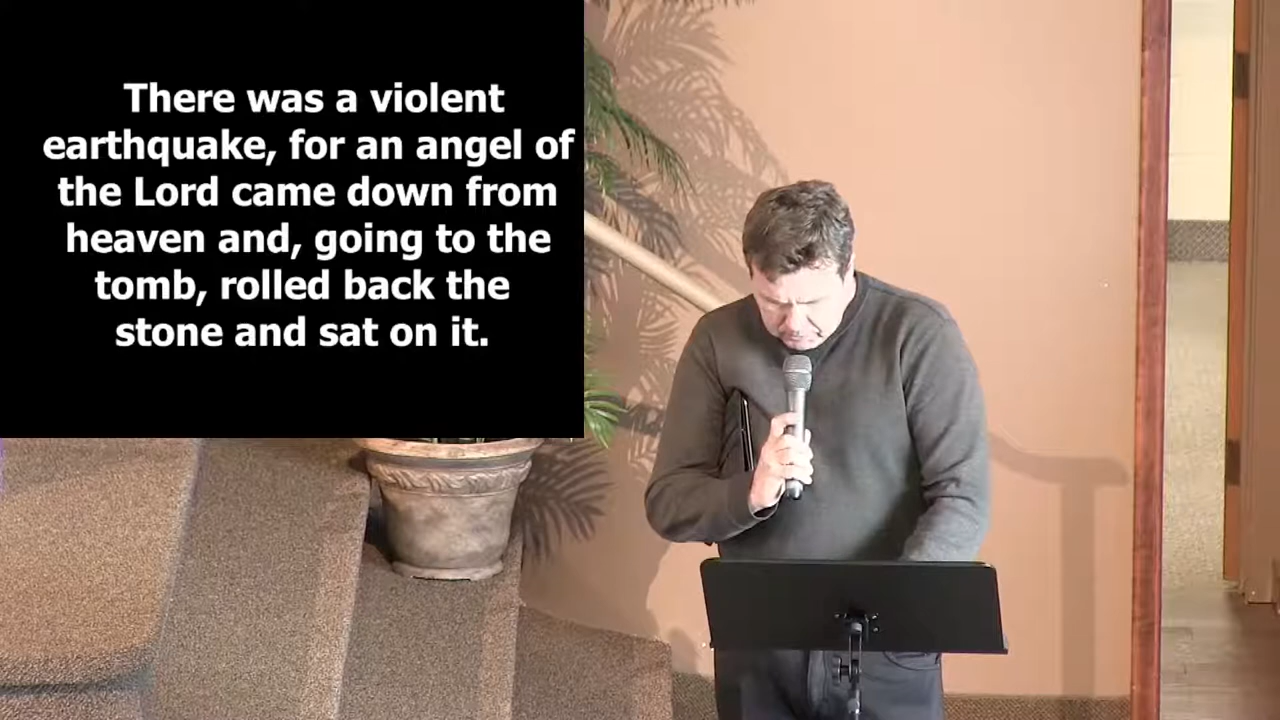 There was a violent
earthquake, for an angel of
the Lord came down from
heaven and, going to the
tomb, rolled back the
stone and sat on it.